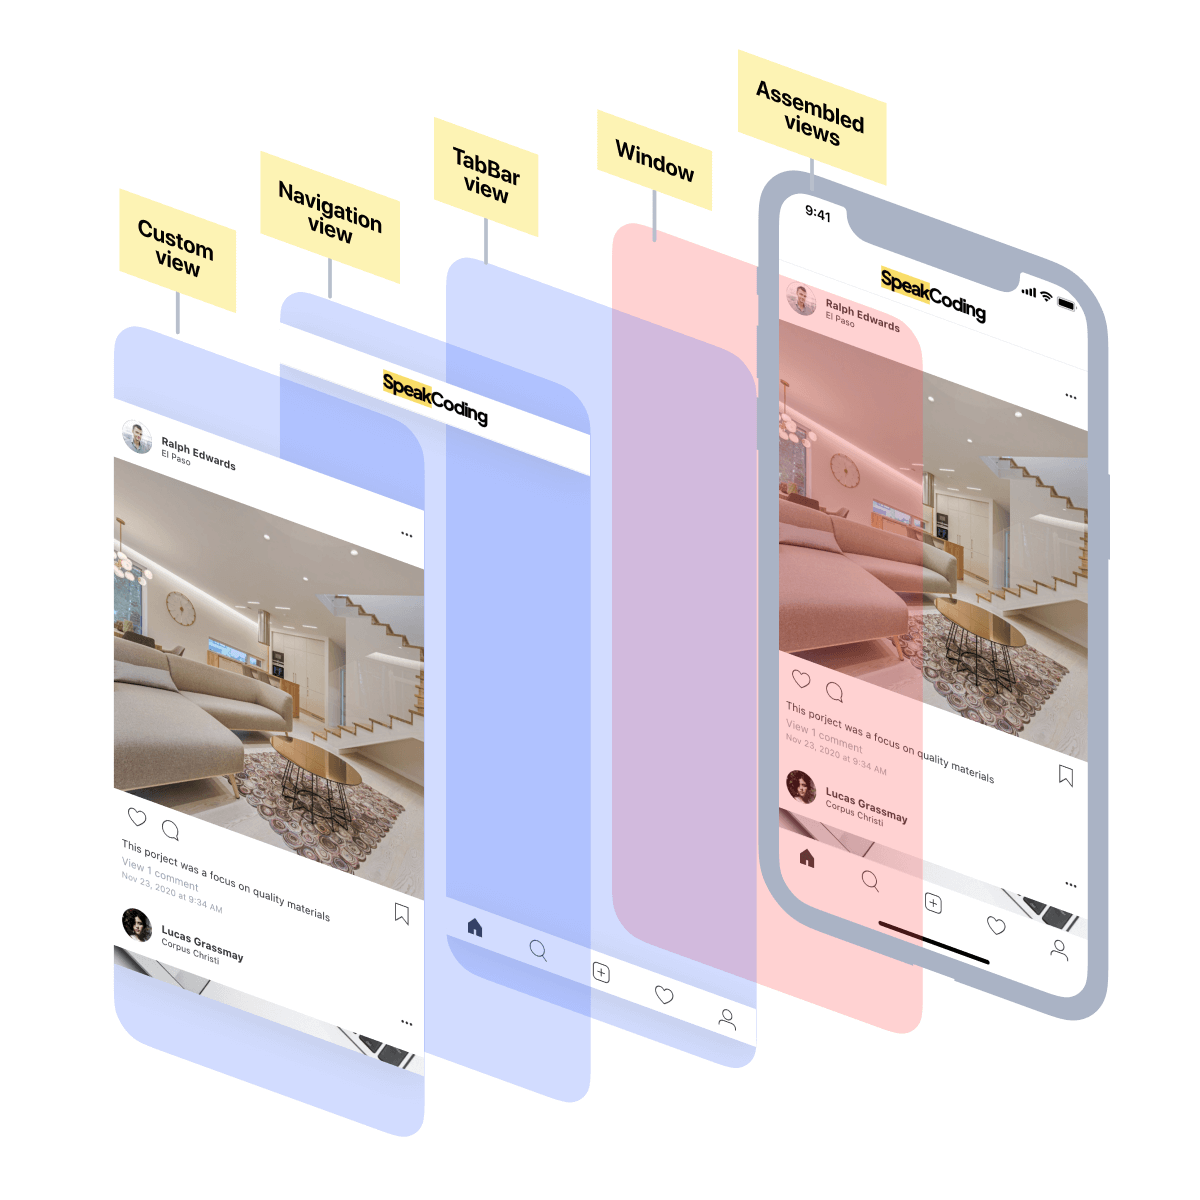 Custom
view
Navigation
view
TabBar
view
Window
Assembled
views
SpeakCoding
Ralph Edwards
El Paso
This porject was a focus on quality materials
View 1 comment
Nov 23, 2020 at 9:34 AM
Lucas Grassmay
Corpus Christi
9:41
SpeakCoding
Ralph Edwards
El Paso
This porject was a focus on quality materials
View 1 comment
Nov 23, 2020 at 9:34 AM
Lucas Grassmay
Corpus Christi